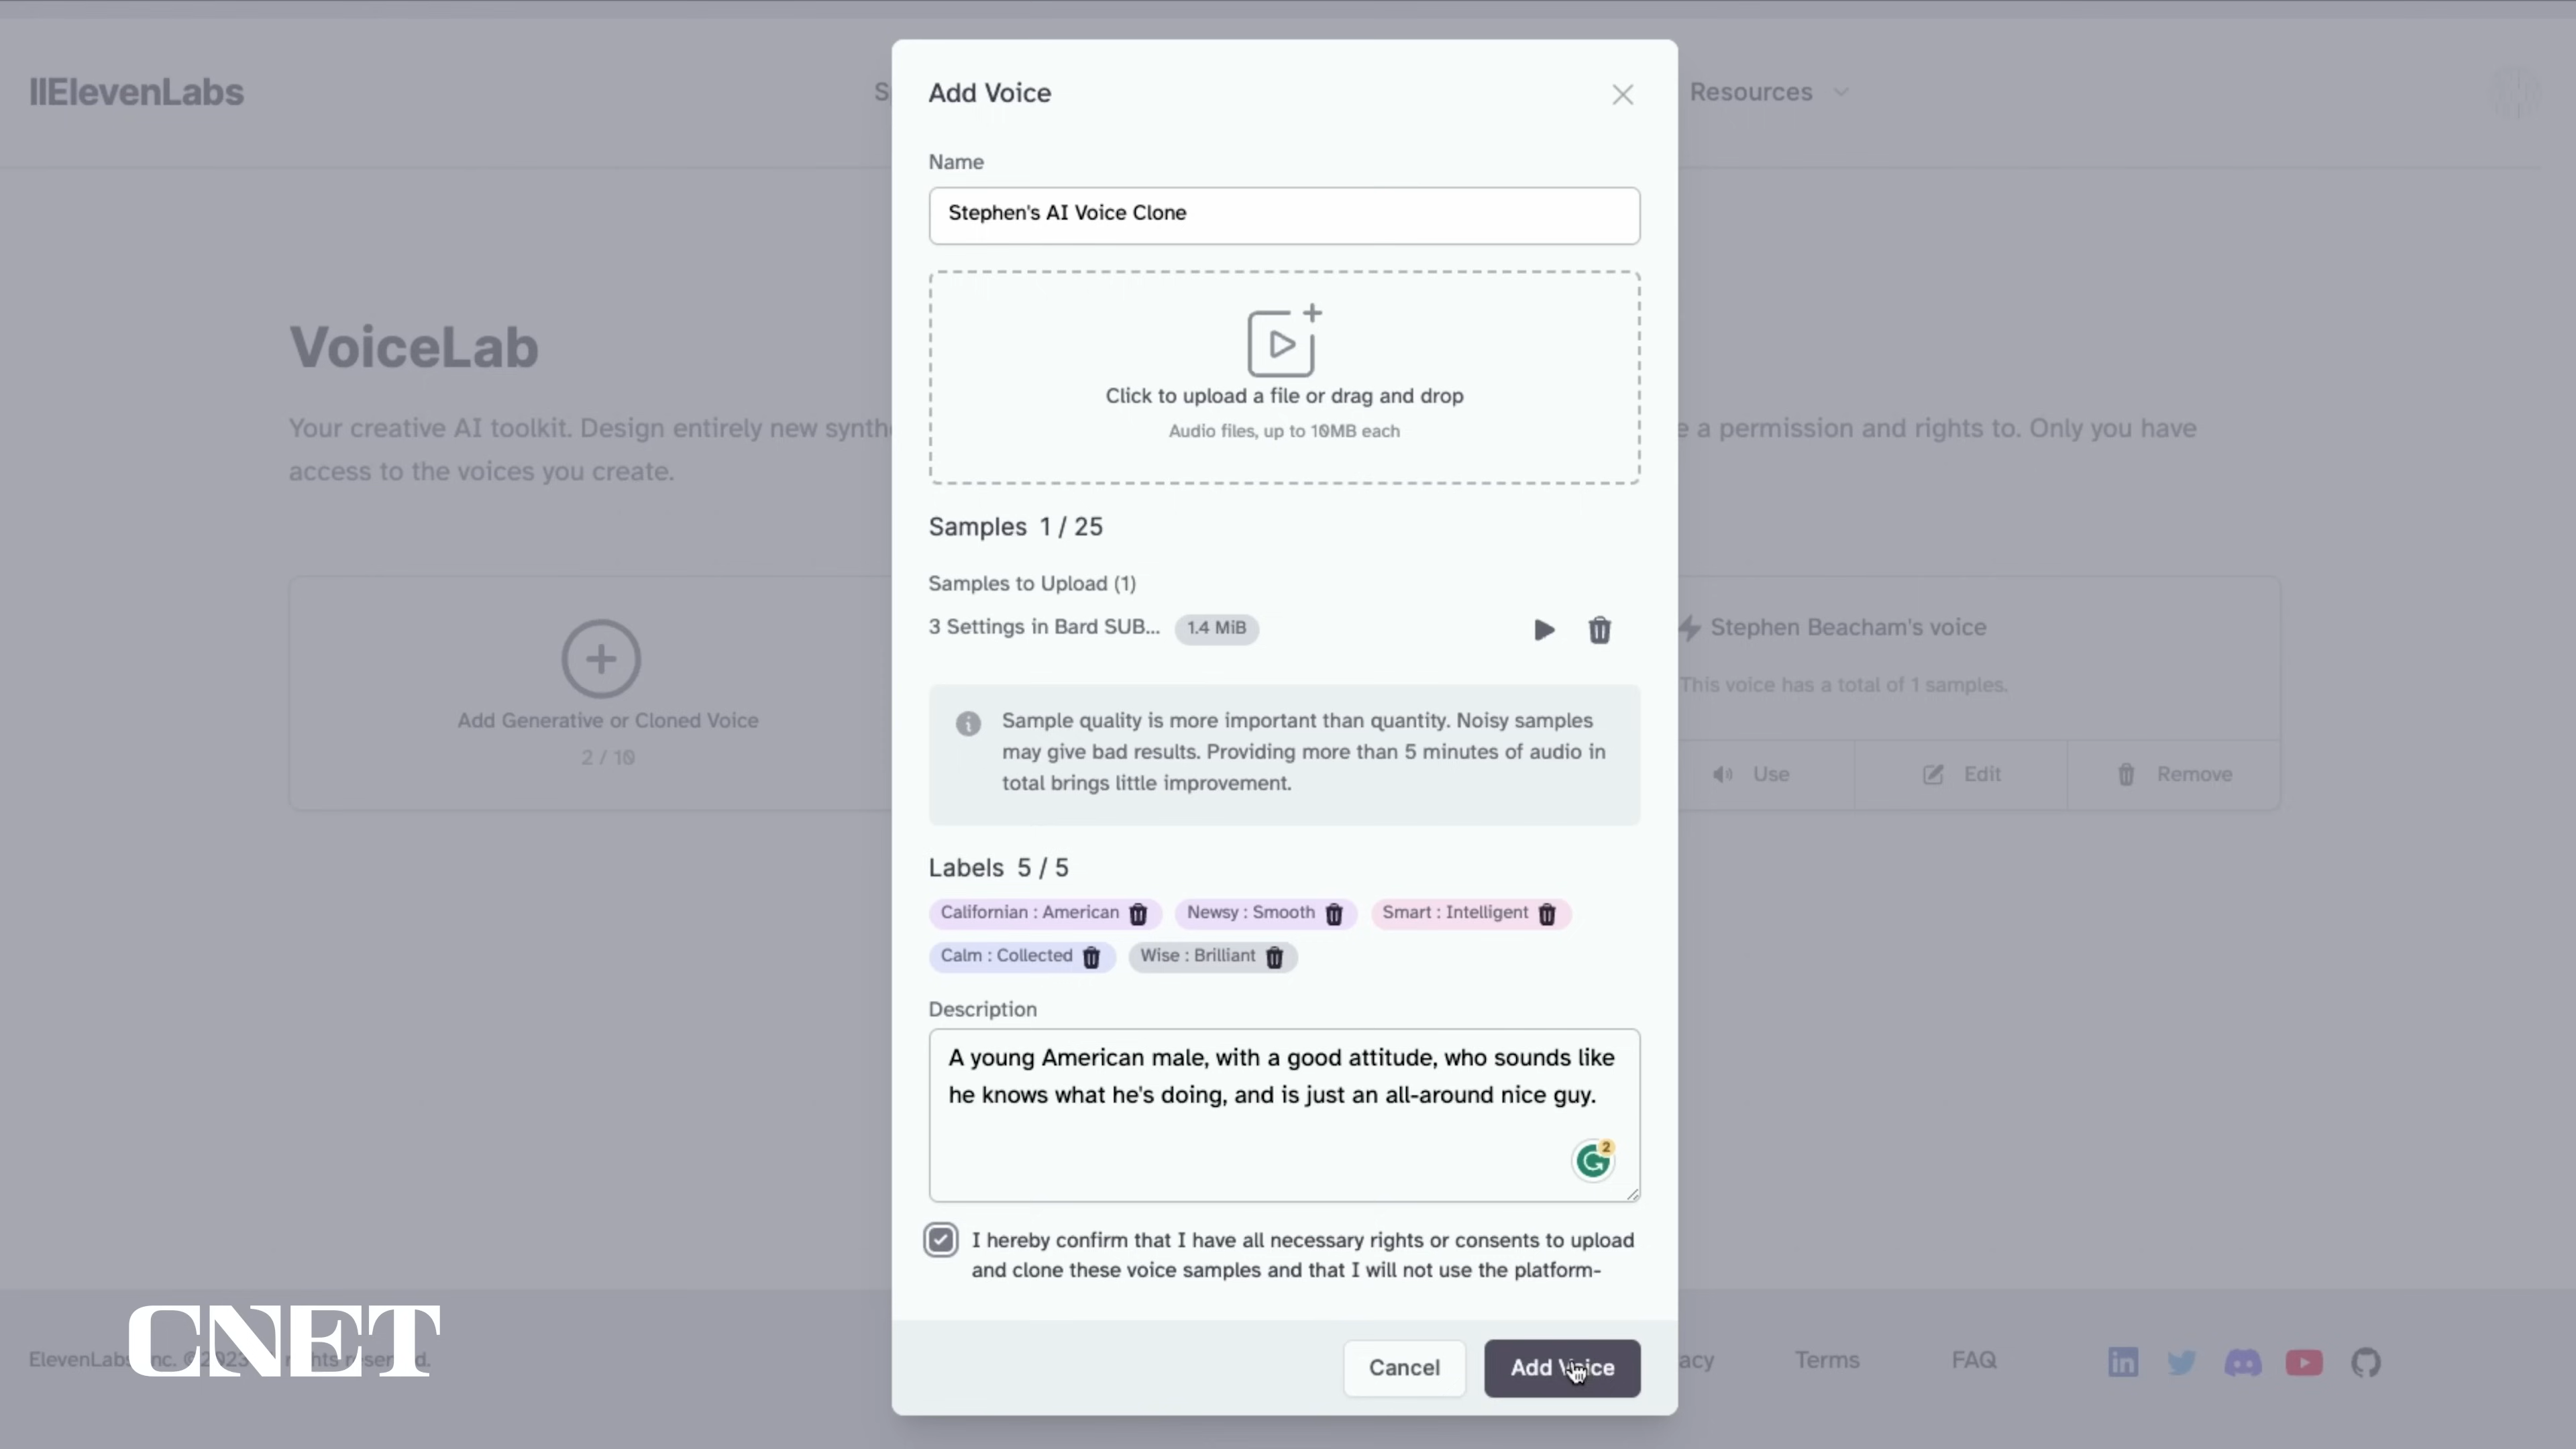 llElevenLabs
Resources
Add Voice
Name
Stephen's AI Voice Clone
Click to upload a file or drag and drop
Audio files, up to 10MB each
VoiceLab
Your creative AI toolkit. Design entirely new
e a permission and rights to. Only you have
access to the voices you create.
Samples 1 / 25
Samples to Upload (1)
3 Settings in Bard SUB... 1.4 MiB
Add Generative or Cloned Voice
2 / 10
Stephen Beacham's voice
This voice has a total of 1 samples.
Use Edit Remove
Sample quality is more important than quantity. Noisy samples
may give bad results. Providing more than 5 minutes of audio in
total brings little improvement.
Labels 5 / 5
Californian : American Newsy : Smooth Smart : Intelligent
Calm : Collected Wise : Brilliant
Description
A young American male, with a good attitude, who sounds like
he knows what he's doing, and is just an all-around nice guy.
2
I hereby confirm that I have all necessary rights or consents to upload
and clone these voice samples and that I will not use the platform-
Cancel Add Voice
CNET
ElevenLabs Inc. ©2023 rights reserved.
Terms FAQ